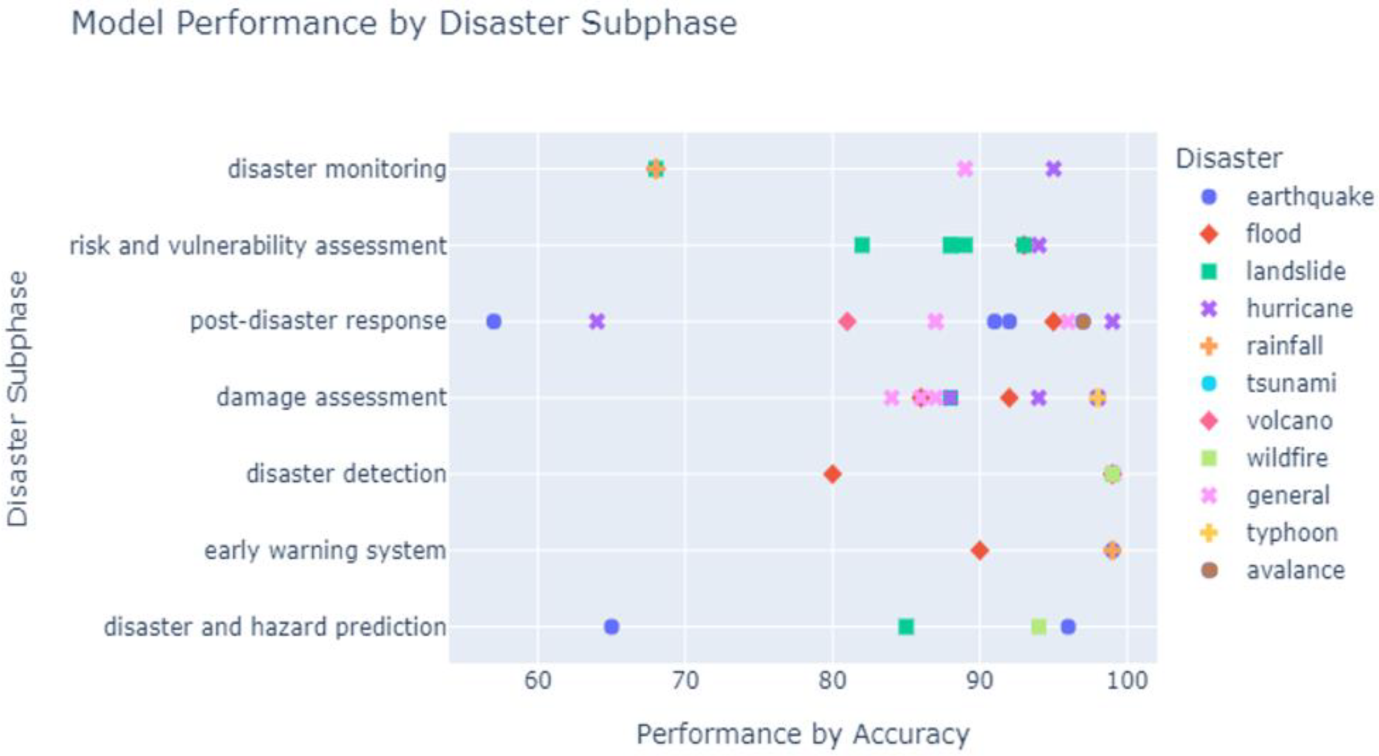 Model Performance by Disaster Subphase
Disaster Subphase
disaster monitoring
risk and vulnerability assessment
post-disaster response
damage assessment
disaster detection
early warning system
disaster and hazard prediction
60 70 80 90 100
Performance by Accuracy
Disaster
earthquake
flood
landslide
hurricane
rainfall
tsunami
volcano
wildfire
general
typhoon
avalance